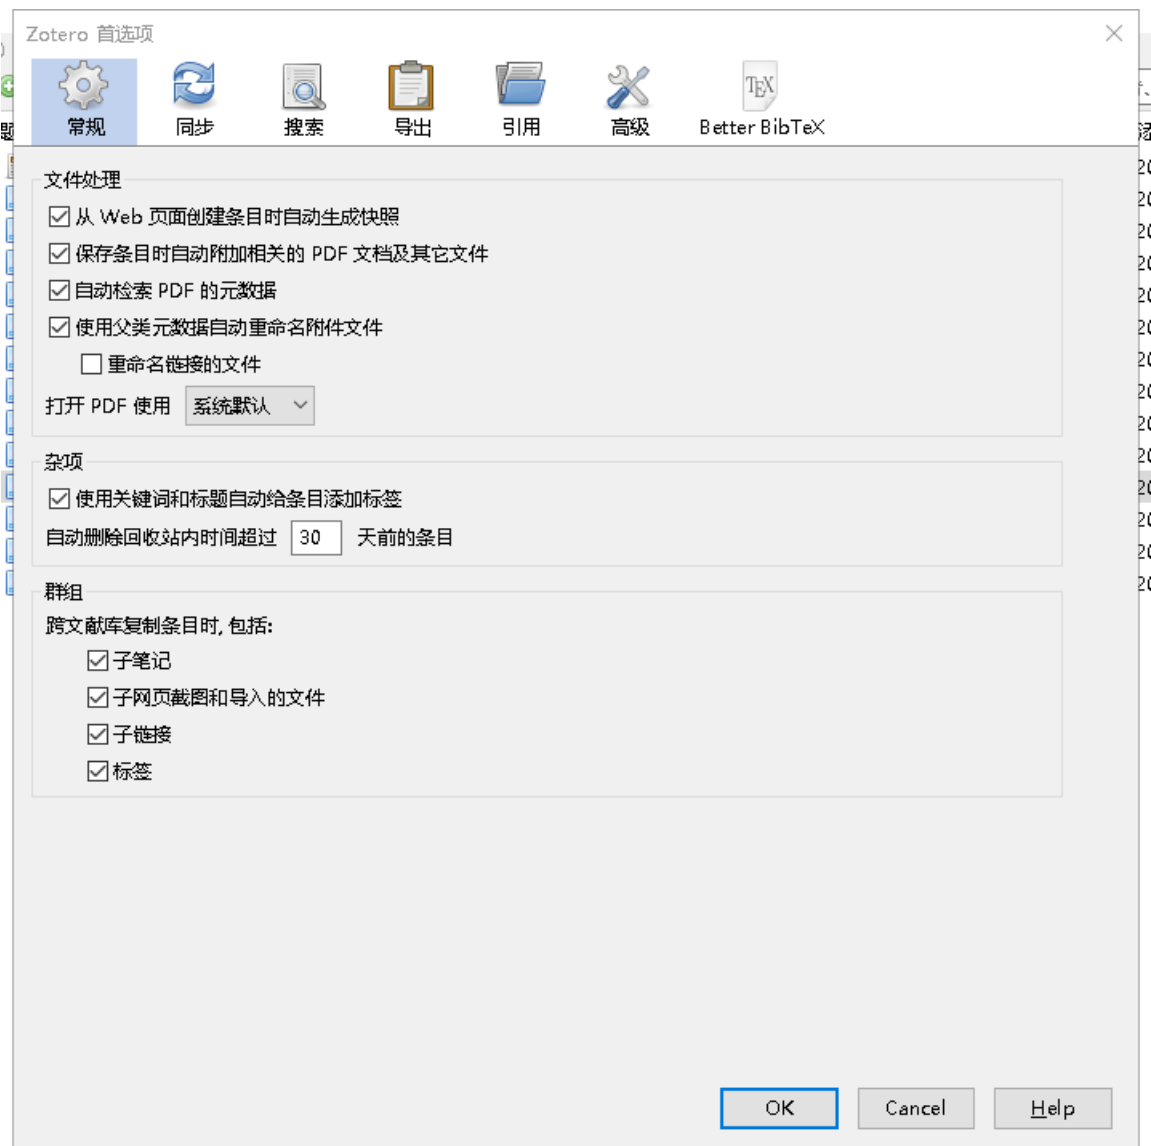 Zotero 首选项
常规 同步 搜索 导出 引用 高级 Better BibTeX
文件处理
从 Web 页面创建条目时自动生成快照
保存条目时自动附加相关的 PDF 文档及其它文件
自动检索 PDF 的元数据
使用父类元数据自动重命名附件文件
重命名链接的文件
打开 PDF 使用 系统默认
杂项
使用关键词和标题自动给条目添加标签
自动删除回收站内时间超过 30 天前的条目
群组
跨文献库复制条目时, 包括:
子笔记
子网页截图和导入的文件
子链接
标签
OK Cancel Help